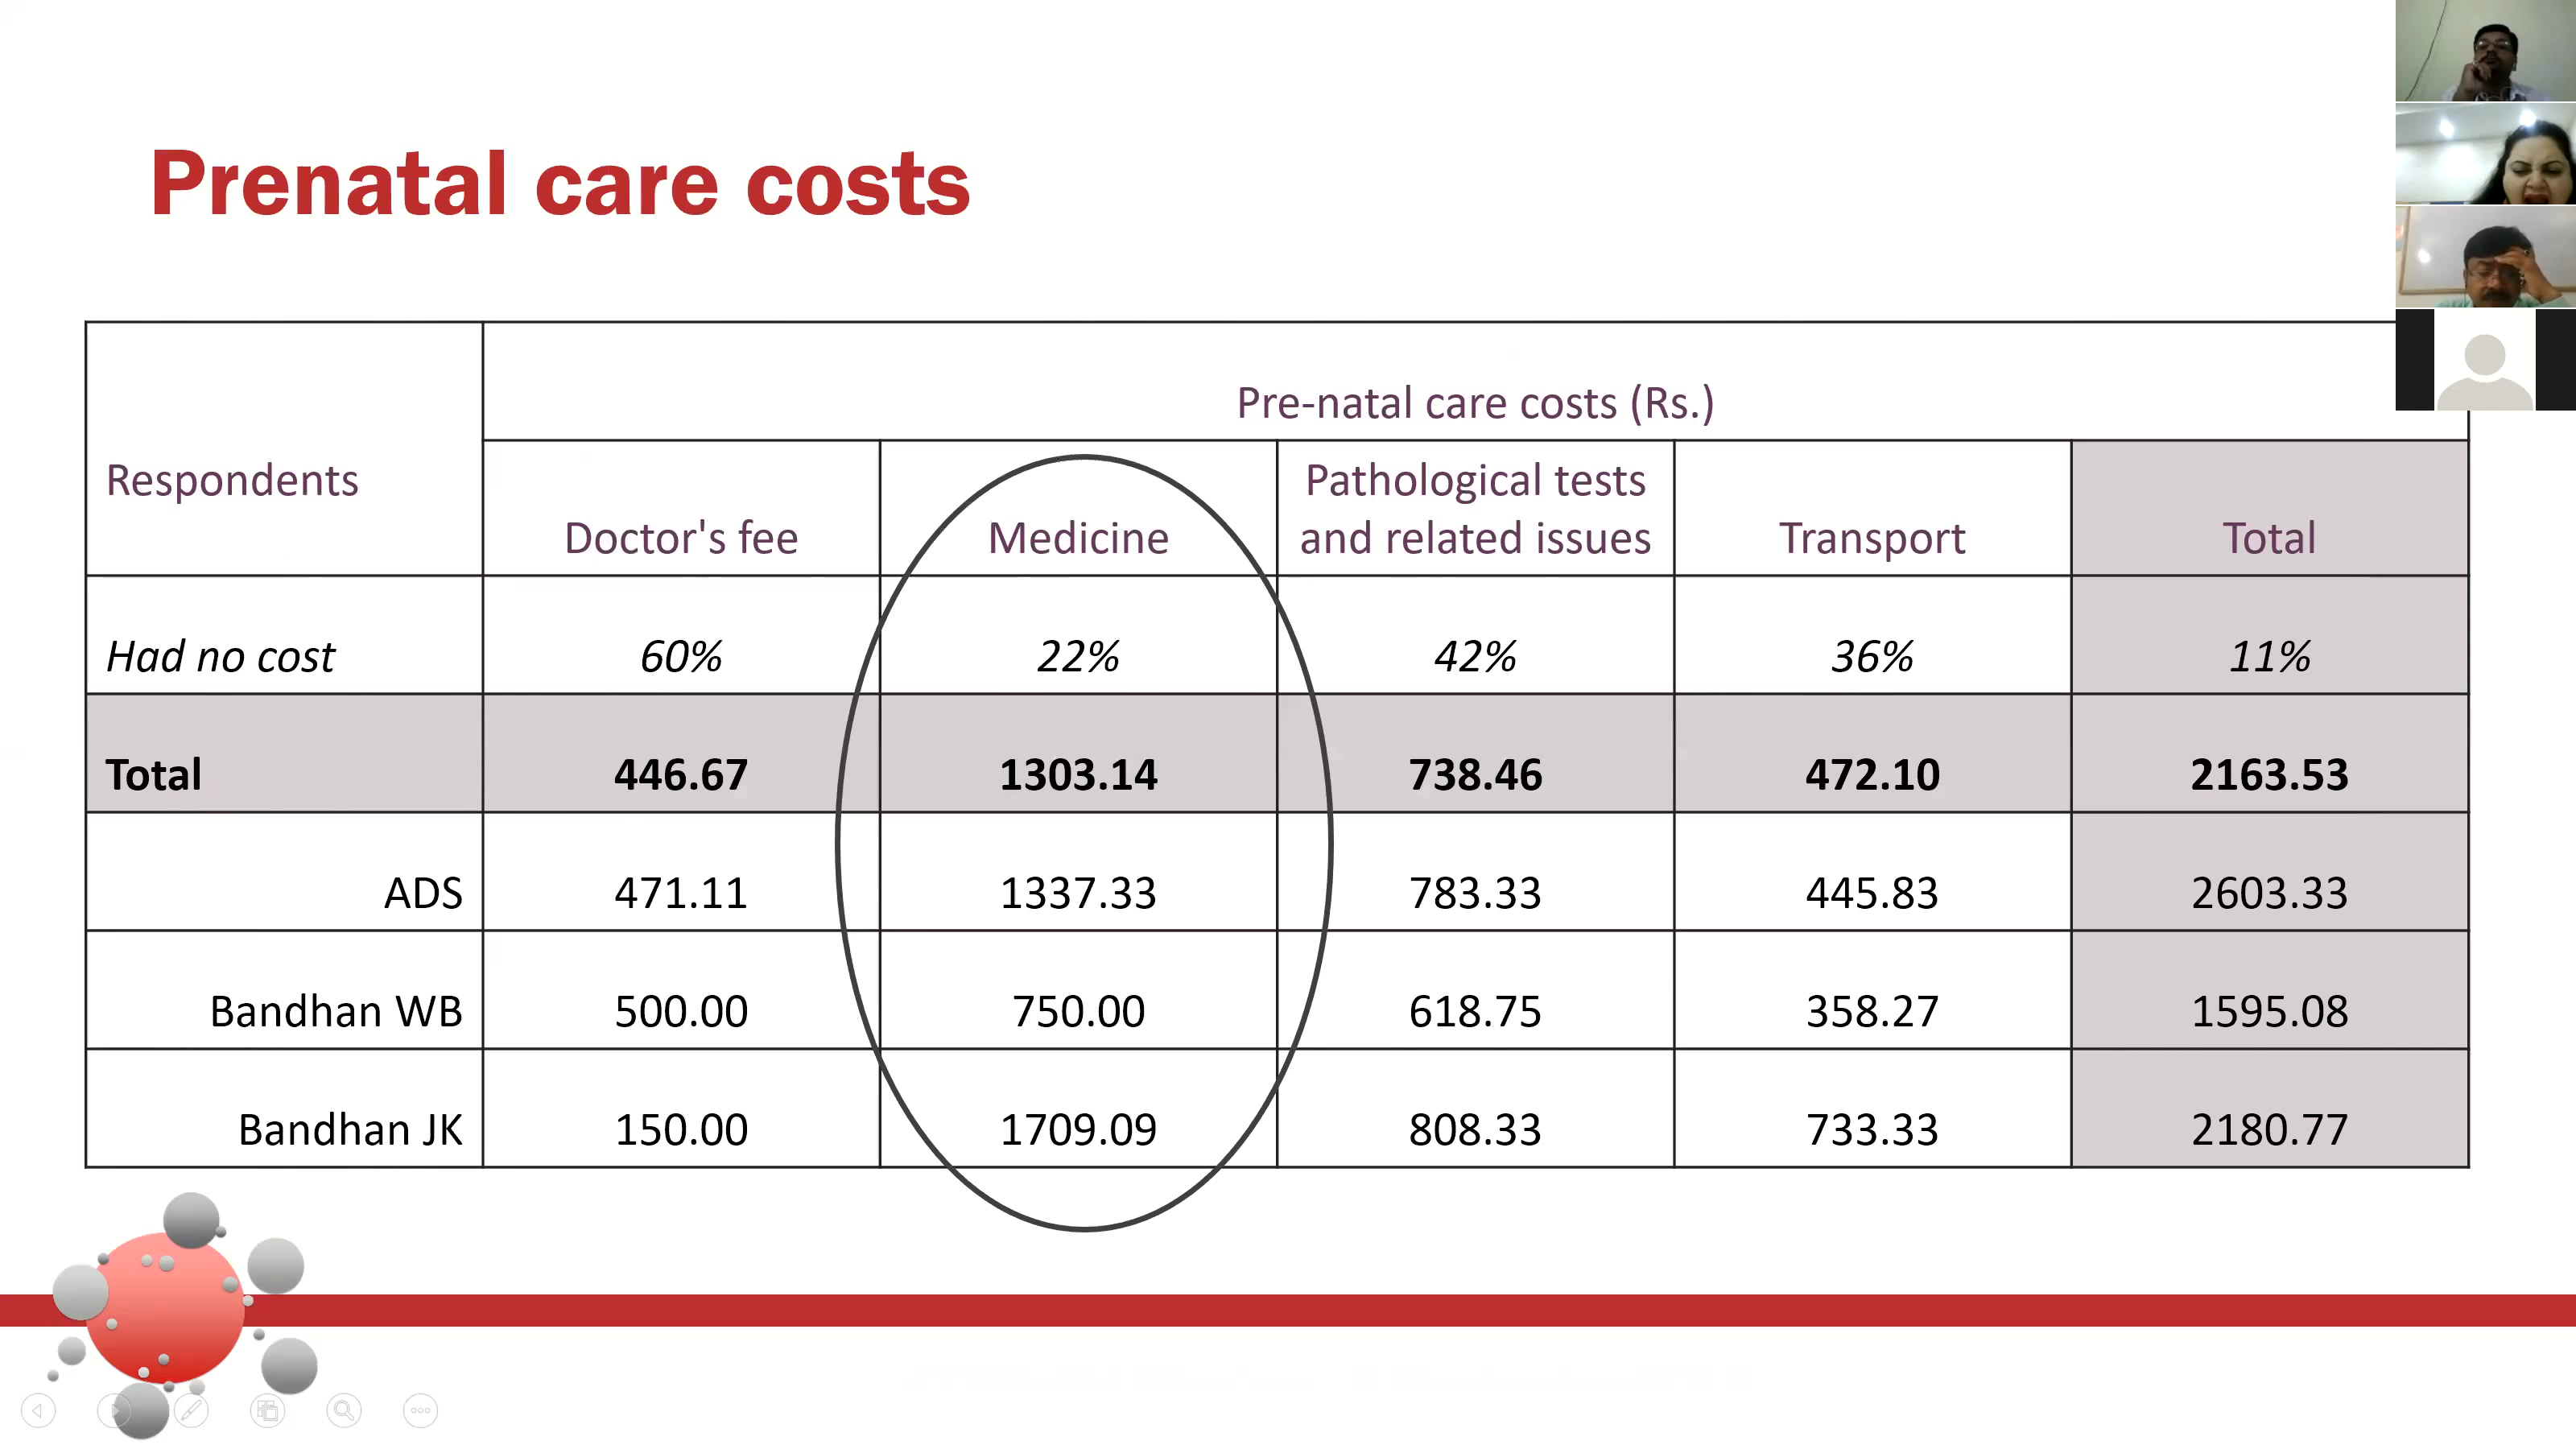 Prenatal care costs
Respondents
Pre-natal care costs (Rs.)
Doctor's fee
Medicine
Pathological tests
and related issues
Transport
Total
Had no cost 60% 22% 42% 36% 11%
Total 446.67 1303.14 738.46 472.10 2163.53
ADS 471.11 1337.33 783.33 445.83 2603.33
Bandhan WB 500.00 750.00 618.75 358.27 1595.08
Bandhan JK 150.00 1709.09 808.33 733.33 2180.77